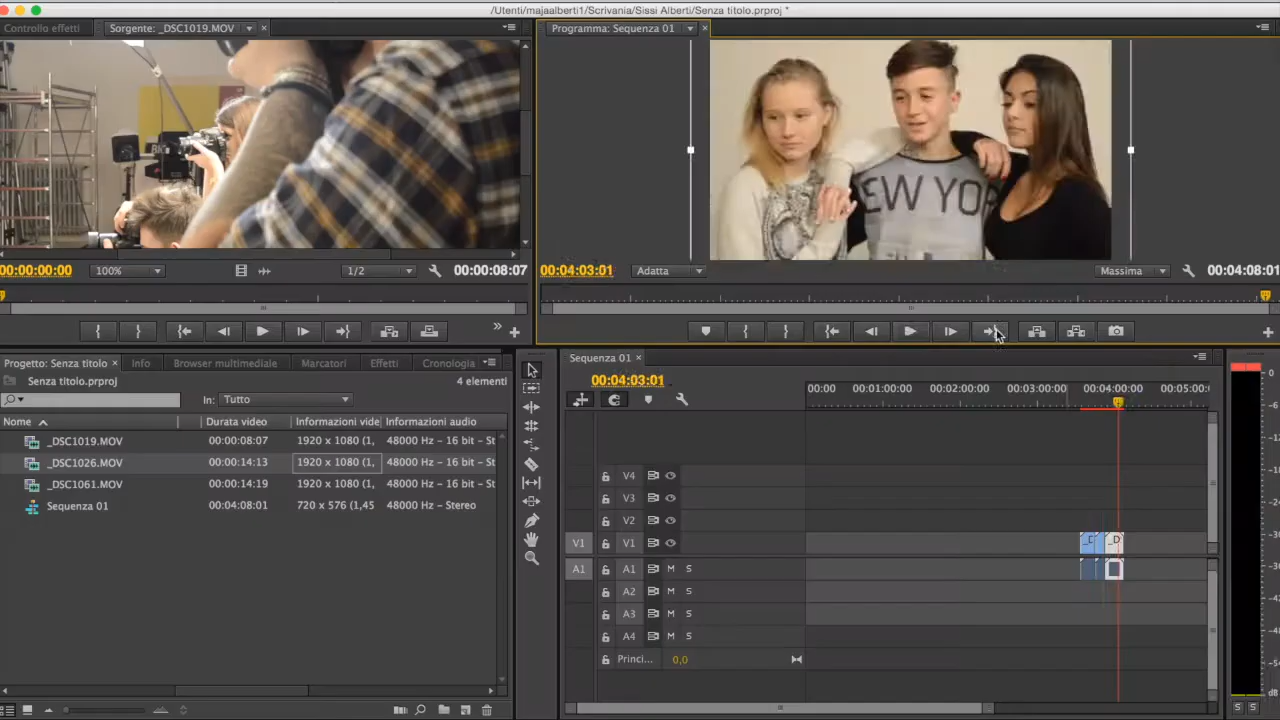 /Utenti/majaalberti1/Scrivania/Sissi Alberti/Senza titolo.prproj *
Controllo effetti
Sorgente: _DSC1019.MOV
Programma: Sequenza 01
EW YO
00:00:00:00
100%
1/2
00:00:08:07
00:04:03:01
Adatta
Massima
00:04:08:01
Progetto: Senza titolo
Info
Browser multimediale
Marcatori
Effetti
Cronologia
Senza titolo.prproj
4 elementi
In:
Tutto
Nome
Durata video
Informazioni vide
Informazioni audio
_DSC1019.MOV
00:00:08:07
1920 x 1080 (1,
48000 Hz - 16 bit - St
_DSC1026.MOV
00:00:14:13
1920 x 1080 (1,
48000 Hz - 16 bit - St
_DSC1061.MOV
00:00:14:19
1920 x 1080 (1,
48000 Hz - 16 bit - St
Sequenza 01
00:04:08:01
720 x 576 (1,45
48000 Hz - Stereo
Sequenza 01
00:04:03:01
00:00
00:01:00:00
00:02:00:00
00:03:00:00
00:04:00:00
00:05:0
V4
V3
V2
V1
V1
_D
A1
A1
M S
A2
M S
A3
M S
A4
M S
Princi...
0,0
0
dB
S S